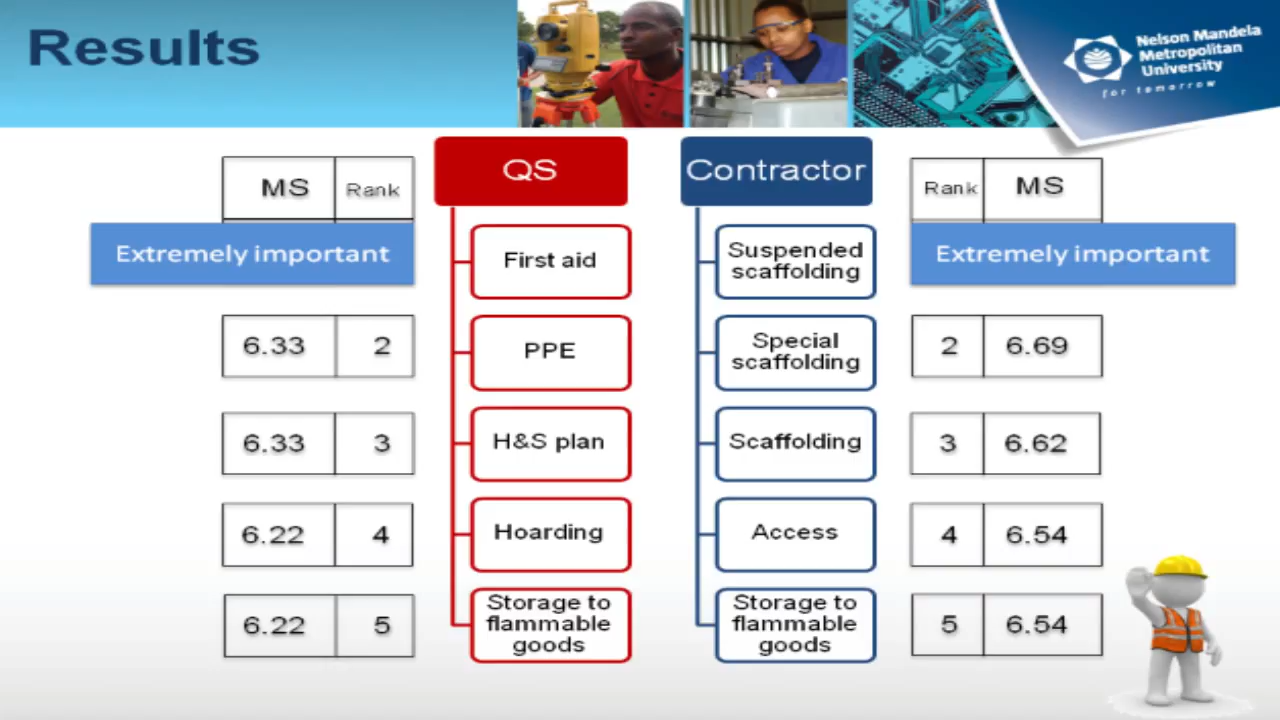 Results
Nelson Mandela
Metropolitan
University
for tomorrow
MS Rank
QS
Contractor
Rank MS
Extremely important
First aid
Suspended
scaffolding
Extremely important
6.33 2
PPE
Special
scaffolding
2 6.69
6.33 3
H&S plan
Scaffolding
3 6.62
6.22 4
Hoarding
Access
4 6.54
6.22 5
Storage to
flammable
goods
Storage to
flammable
goods
5 6.54